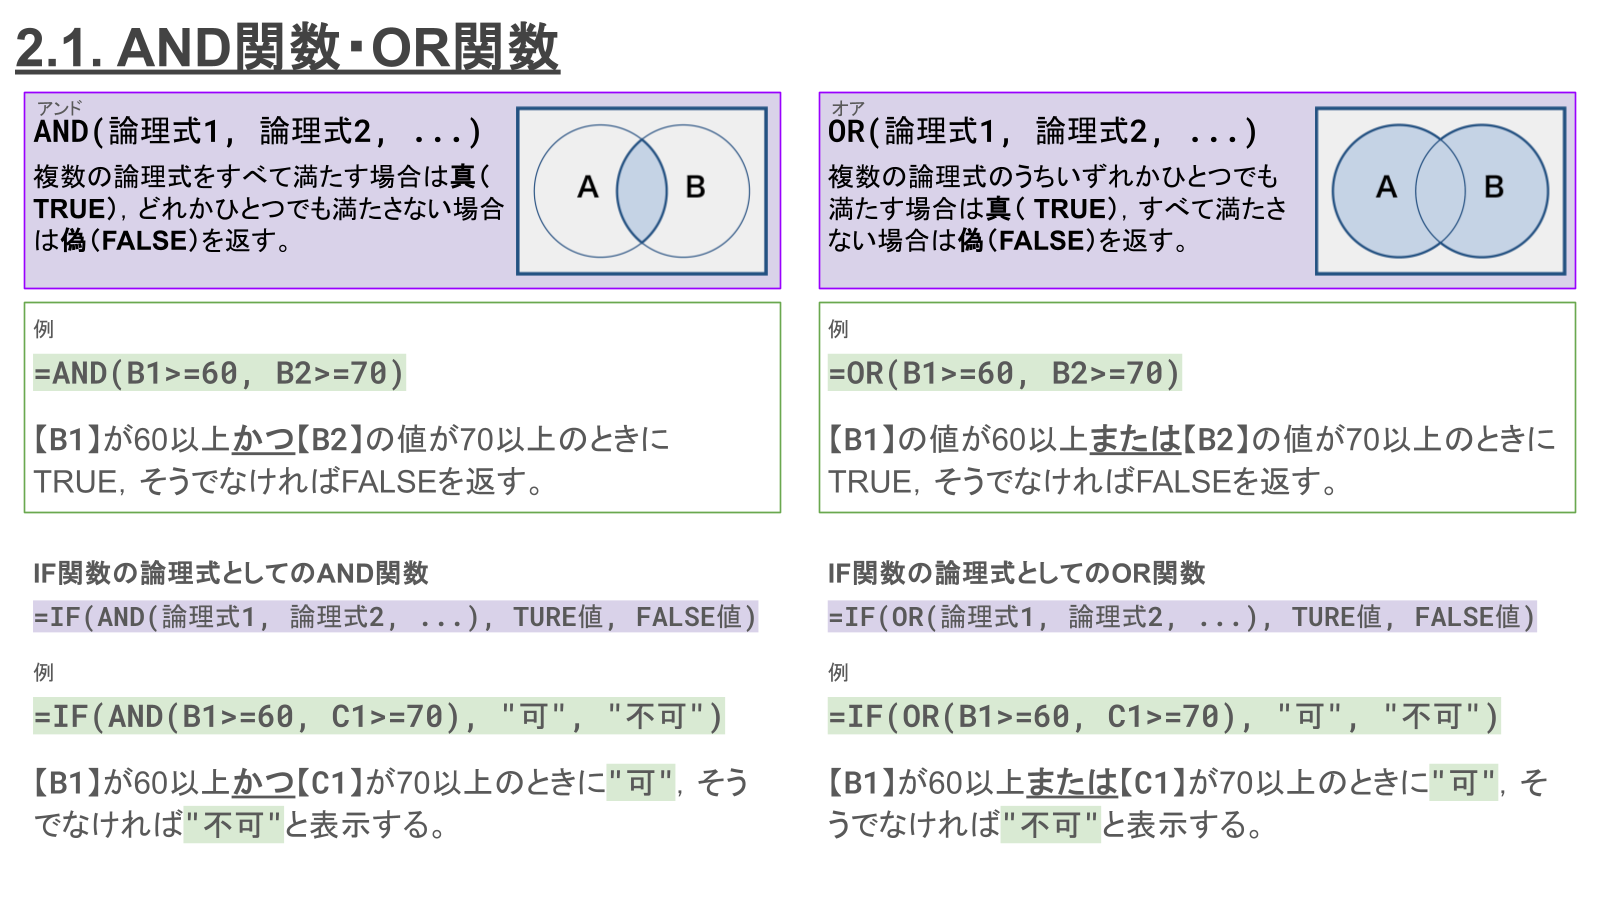 2.1. AND関数・OR関数
アンド
AND(論理式1, 論理式2, ...)
複数の論理式をすべて満たす場合は真（
TRUE），どれかひとつでも満たさない場合
は偽（FALSE）を返す。
A
B
例
=AND(B1>=60, B2>=70)
【B1】が60以上かつ【B2】の値が70以上のときに
TRUE，そうでなければFALSEを返す。
IF関数の論理式としてのAND関数
=IF(AND(論理式1, 論理式2, ...), TURE値, FALSE値)
例
=IF(AND(B1>=60, C1>=70), "可", "不可")
【B1】が60以上かつ【C1】が70以上のときに"可"，そう
でなければ"不可"と表示する。
オア
OR(論理式1, 論理式2, ...)
複数の論理式のうちいずれかひとつでも
満たす場合は真（ TRUE），すべて満たさ
ない場合は偽（FALSE）を返す。
A
B
例
=OR(B1>=60, B2>=70)
【B1】の値が60以上または【B2】の値が70以上のときに
TRUE，そうでなければFALSEを返す。
IF関数の論理式としてのOR関数
=IF(OR(論理式1, 論理式2, ...), TURE値, FALSE値)
例
=IF(OR(B1>=60, C1>=70), "可", "不可")
【B1】が60以上または【C1】が70以上のときに"可"，そ
うでなければ"不可"と表示する。